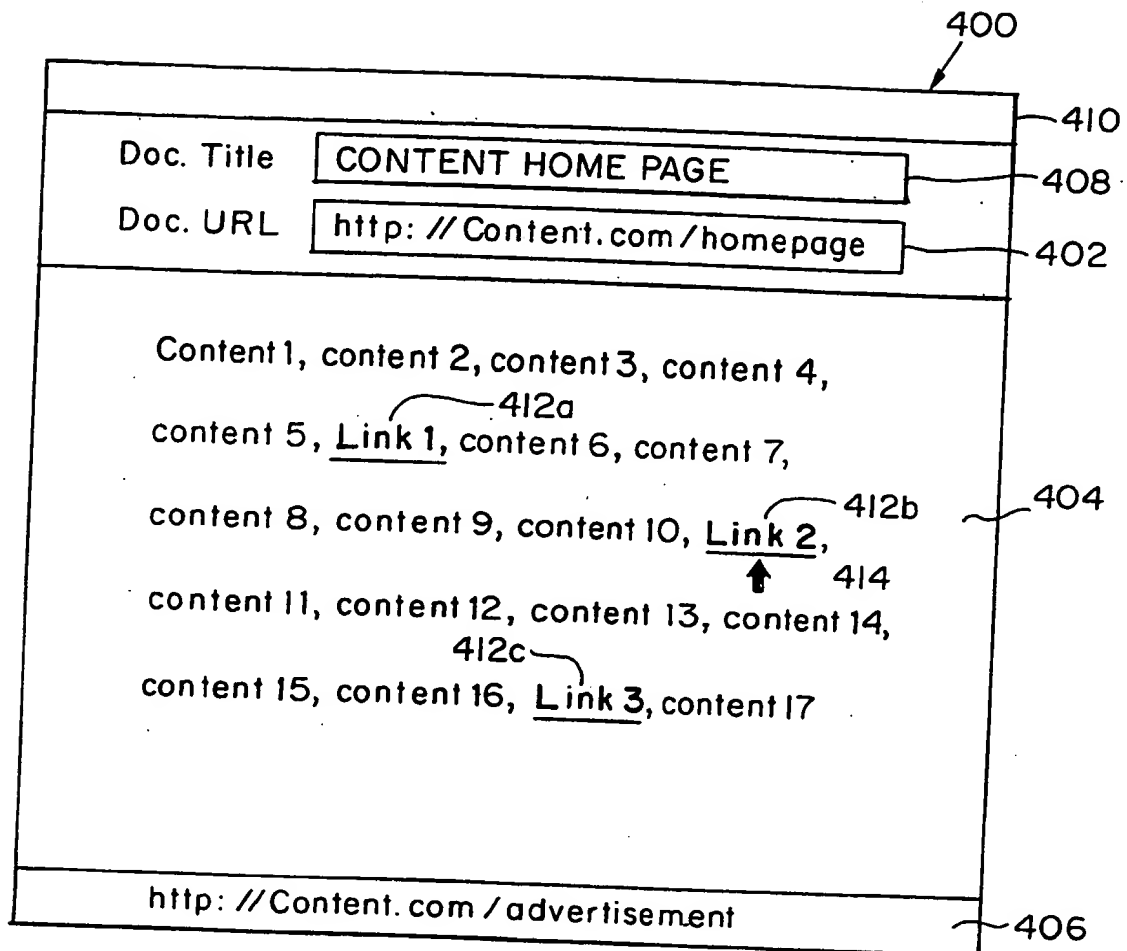 400
410
Doc. Title CONTENT HOME PAGE 408
Doc. URL http: //Content.com/homepage 402
Content 1, content 2, content 3, content 4,
412a
content 5, Link 1, content 6, content 7,
412b 404
content 8, content 9, content 10, Link 2,
414
content 11, content 12, content 13, content 14,
412c
content 15, content 16, Link 3, content 17
http: //Content.com/advertisement 406